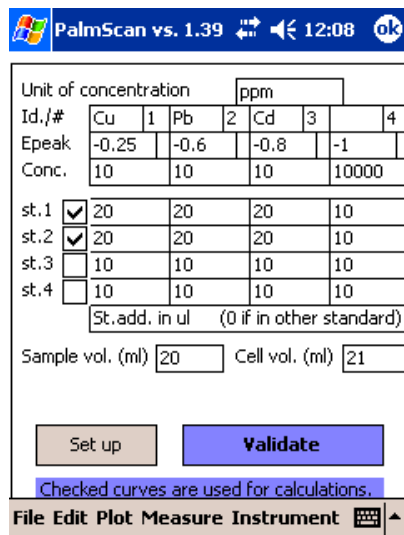 PalmScan vs. 1.39 12:08 ok
Unit of concentration ppm
Id./# Cu 1 Pb 2 Cd 3 4
Epeak -0.25 -0.6 -0.8 -1
Conc. 10 10 10 10000
st.1 20 20 20 10
st.2 20 20 20 10
st.3 10 10 10 10
st.4 10 10 10 10
St.add. in ul (0 if in other standard)
Sample vol. (ml) 20 Cell vol. (ml) 21
Set up Validate
Checked curves are used for calculations.
File Edit Plot Measure Instrument